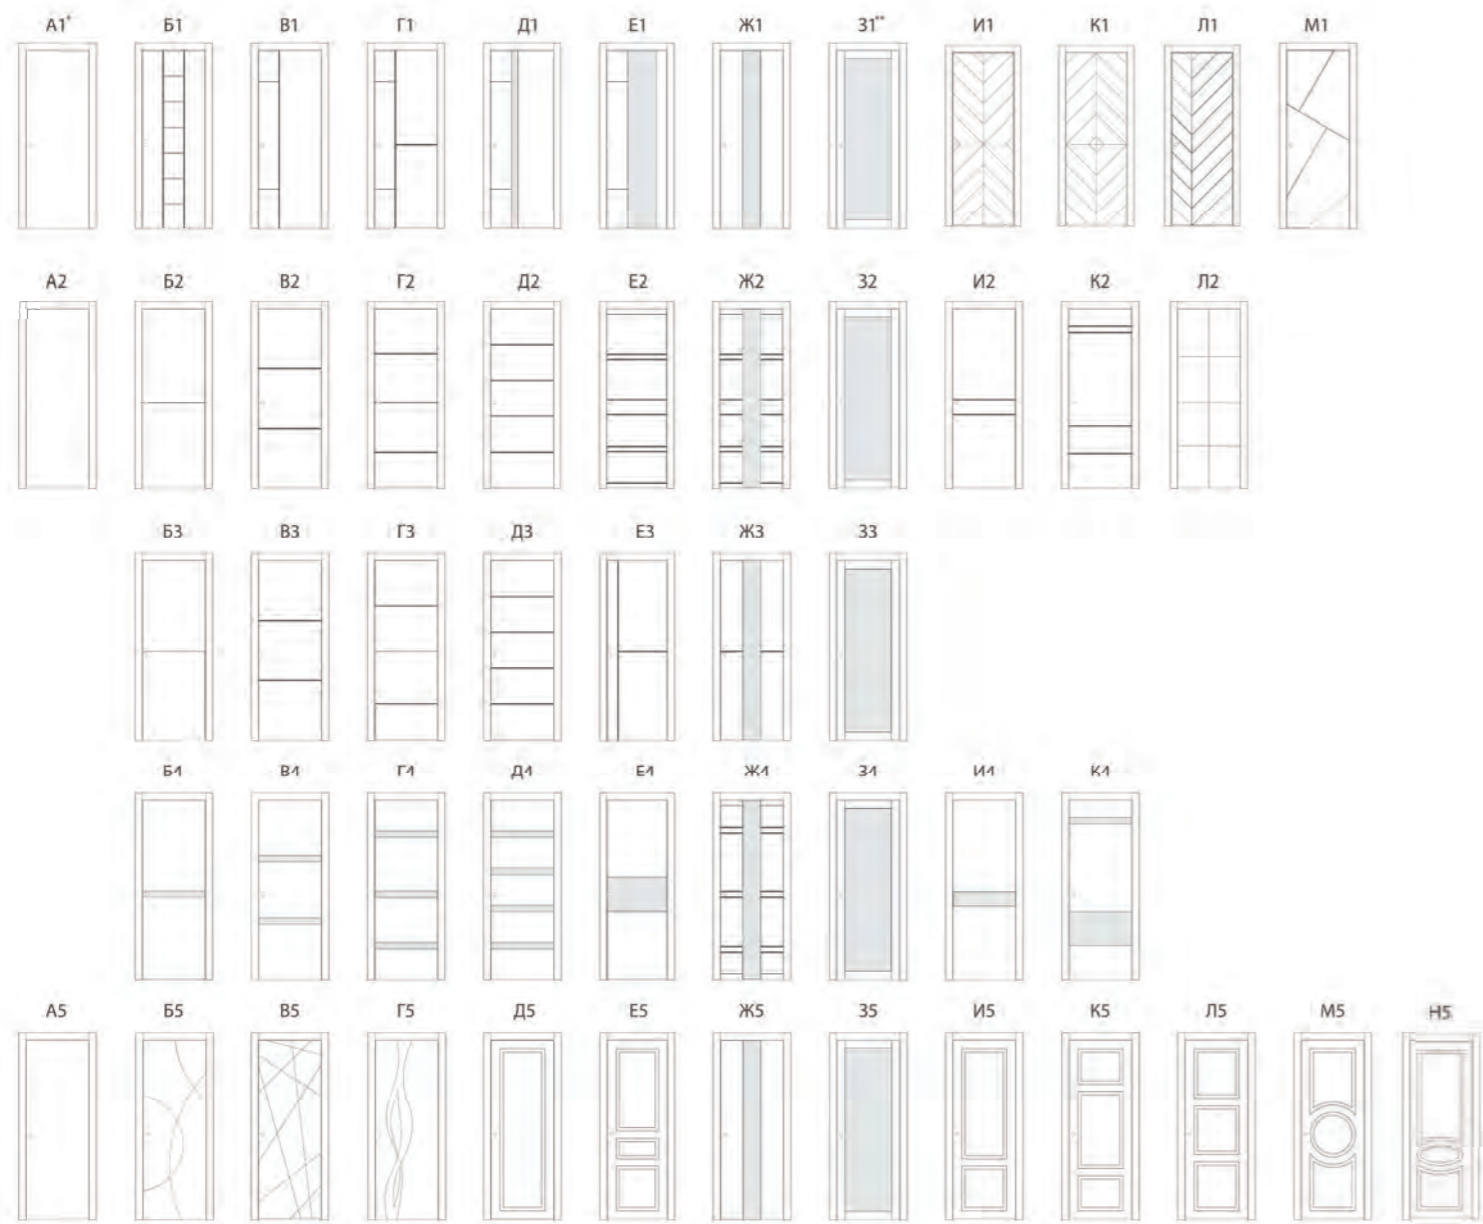 А1* Б1 В1 Г1 Д1 Е1 Ж1 З1** И1 К1 Л1 М1
А2 Б2 В2 Г2 Д2 Е2 Ж2 З2 И2 К2 Л2
Б3 В3 Г3 Д3 Е3 Ж3 З3
Б4 В4 Г4 Д4 Е4 Ж4 З4 И4 К4
А5 Б5 В5 Г5 Д5 Е5 Ж5 З5 И5 К5 Л5 М5 Н5